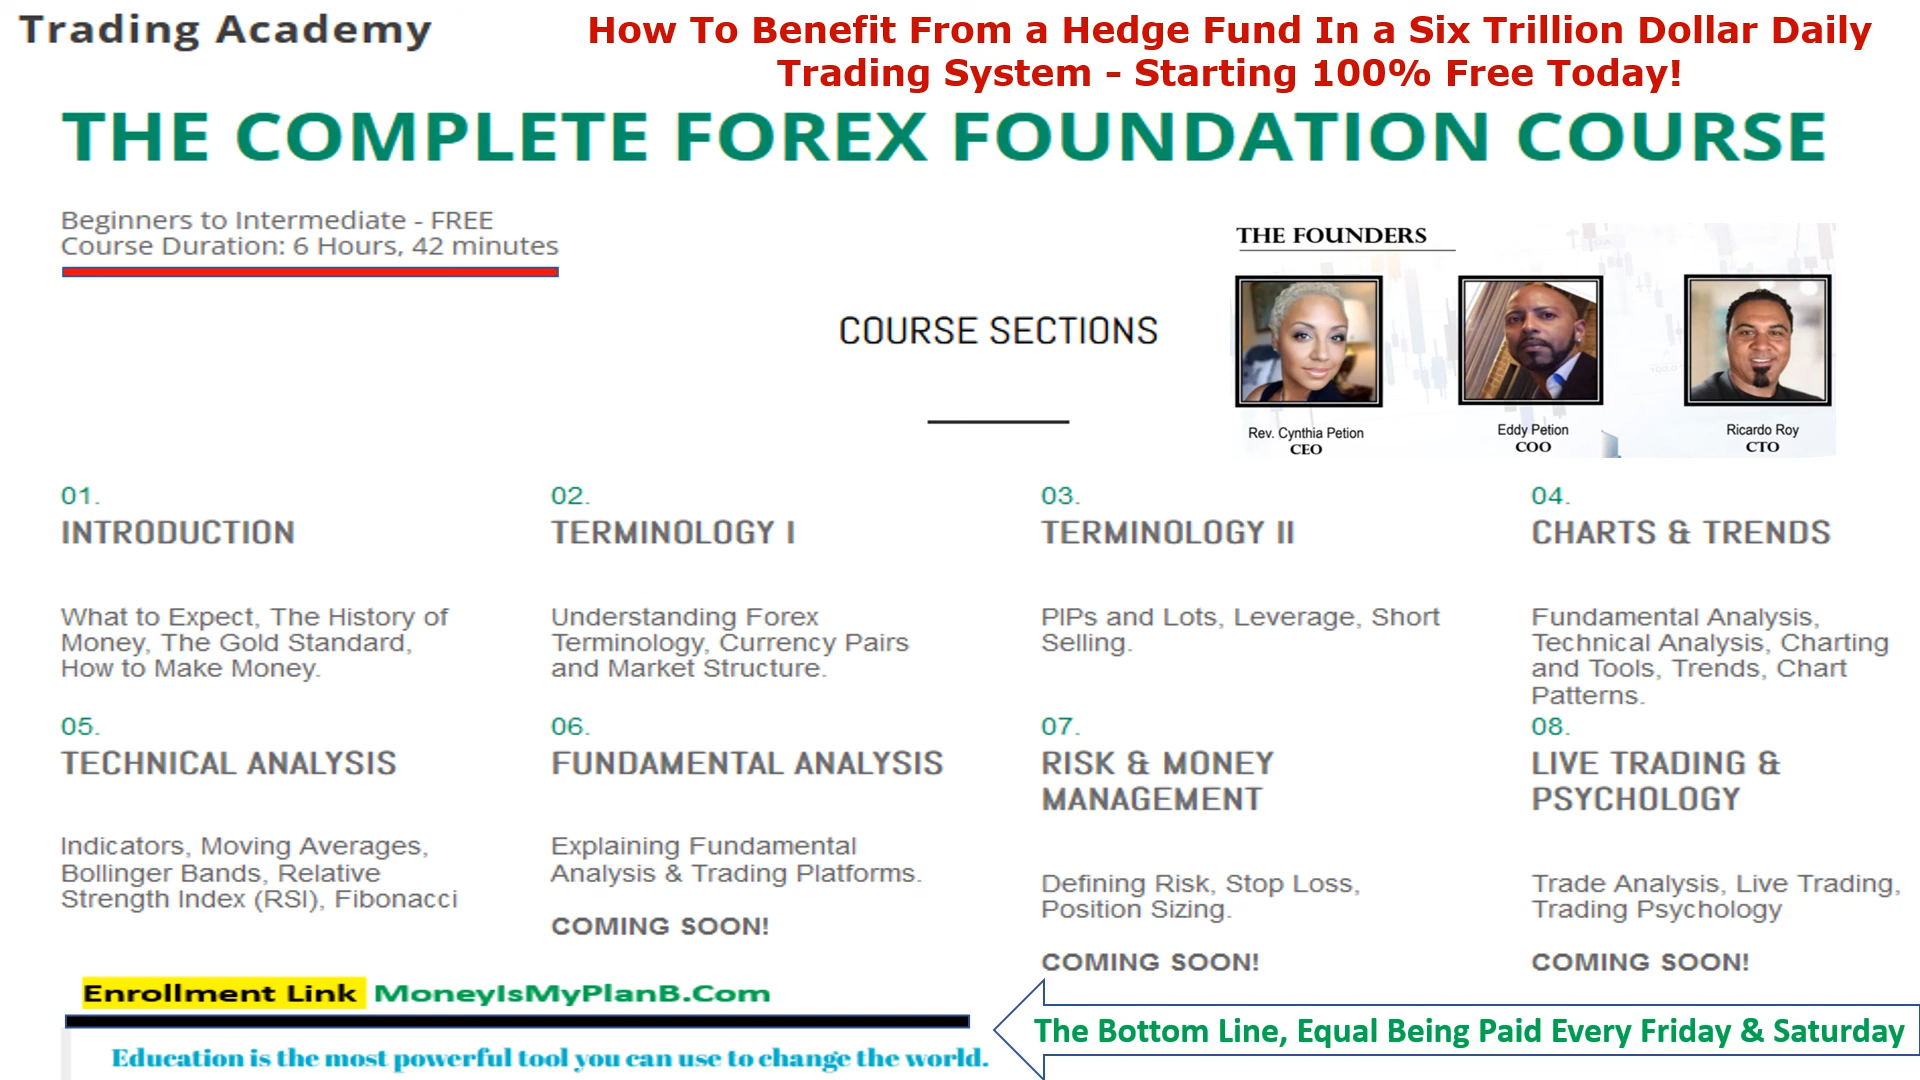 Trading Academy
How To Benefit From a Hedge Fund In a Six Trillion Dollar Daily
Trading System - Starting 100% Free Today!
THE COMPLETE FOREX FOUNDATION COURSE
Beginners to Intermediate - FREE
Course Duration: 6 Hours, 42 minutes
THE FOUNDERS
COURSE SECTIONS
Rev. Cynthia Petion
CEO
Eddy Petion
COO
Ricardo Roy
CTO
01.
INTRODUCTION
What to Expect, The History of
Money, The Gold Standard,
How to Make Money.
02.
TERMINOLOGY I
Understanding Forex
Terminology, Currency Pairs
and Market Structure.
03.
TERMINOLOGY II
PIPs and Lots, Leverage, Short
Selling.
04.
CHARTS & TRENDS
Fundamental Analysis,
Technical Analysis, Charting
and Tools, Trends, Chart
Patterns.
05.
TECHNICAL ANALYSIS
Indicators, Moving Averages,
Bollinger Bands, Relative
Strength Index (RSI), Fibonacci
06.
FUNDAMENTAL ANALYSIS
Explaining Fundamental
Analysis & Trading Platforms.
COMING SOON!
07.
RISK & MONEY
MANAGEMENT
Defining Risk, Stop Loss,
Position Sizing.
COMING SOON!
08.
LIVE TRADING &
PSYCHOLOGY
Trade Analysis, Live Trading,
Trading Psychology
COMING SOON!
Enrollment Link MoneyIsMyPlanB.Com
The Bottom Line, Equal Being Paid Every Friday & Saturday
Education is the most powerful tool you can use to change the world.